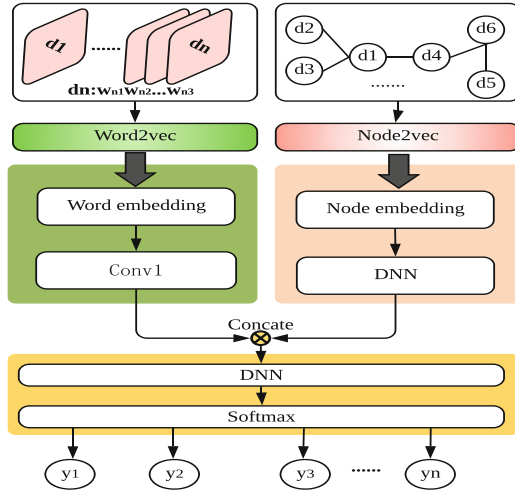 d1 ...... dn
dn:wn1wn2...wn3
d2
d6
d1
d4
d3
d5
.......
Word2vec
Node2vec
Word embedding
Node embedding
Conv1
DNN
Concate
DNN
Softmax
y1 y2 y3 ...... yn